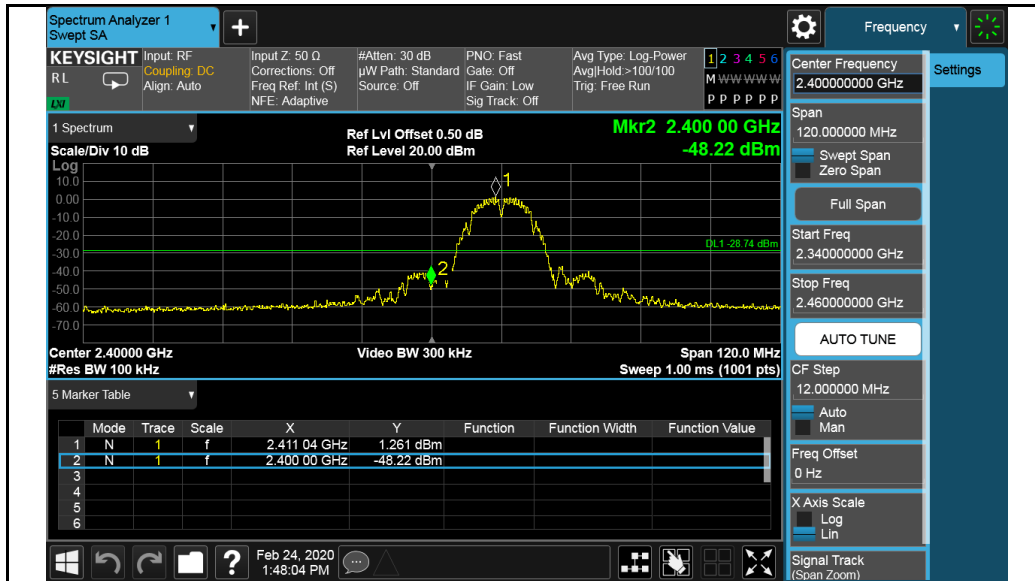 Spectrum Analyzer 1
Swept SA
+
Frequency
KEYSIGHT
R L
LXI
Input: RF
Coupling: DC
Align: Auto
Input Z: 50 Ω
Corrections: Off
Freq Ref: Int (S)
NFE: Adaptive
#Atten: 30 dB
µW Path: Standard
Source: Off
PNO: Fast
Gate: Off
IF Gain: Low
Sig Track: Off
Avg Type: Log-Power
Avg|Hold:>100/100
Trig: Free Run
1 2 3 4 5 6
M W W W W W
P P P P P P
Center Frequency
2.400000000 GHz
Settings
Span
120.000000 MHz
Swept Span
Zero Span
Full Span
Start Freq
2.340000000 GHz
Stop Freq
2.460000000 GHz
AUTO TUNE
CF Step
12.000000 MHz
Auto
Man
Freq Offset
0 Hz
X Axis Scale
Log
Lin
Signal Track
(Span Zoom)
1 Spectrum
Scale/Div 10 dB
Ref Lvl Offset 0.50 dB
Ref Level 20.00 dBm
Mkr2 2.400 00 GHz
-48.22 dBm
Log
10.0
0.00
-10.0
-20.0
-30.0
-40.0
-50.0
-60.0
-70.0
1
2
DL1 -28.74 dBm
Center 2.40000 GHz
#Res BW 100 kHz
Video BW 300 kHz
Span 120.0 MHz
Sweep 1.00 ms (1001 pts)
5 Marker Table
Mode Trace Scale X Y Function Function Width Function Value
1 N 1 f 2.411 04 GHz 1.261 dBm
2 N 1 f 2.400 00 GHz -48.22 dBm
3
4
5
6
?
Feb 24, 2020
1:48:04 PM